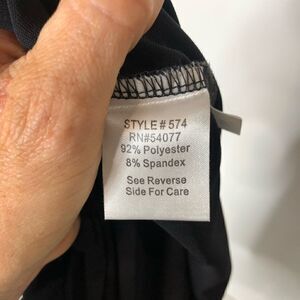 STYLE # 574
RN#54077
92% Polyester
8% Spandex
See Reverse
Side For Care